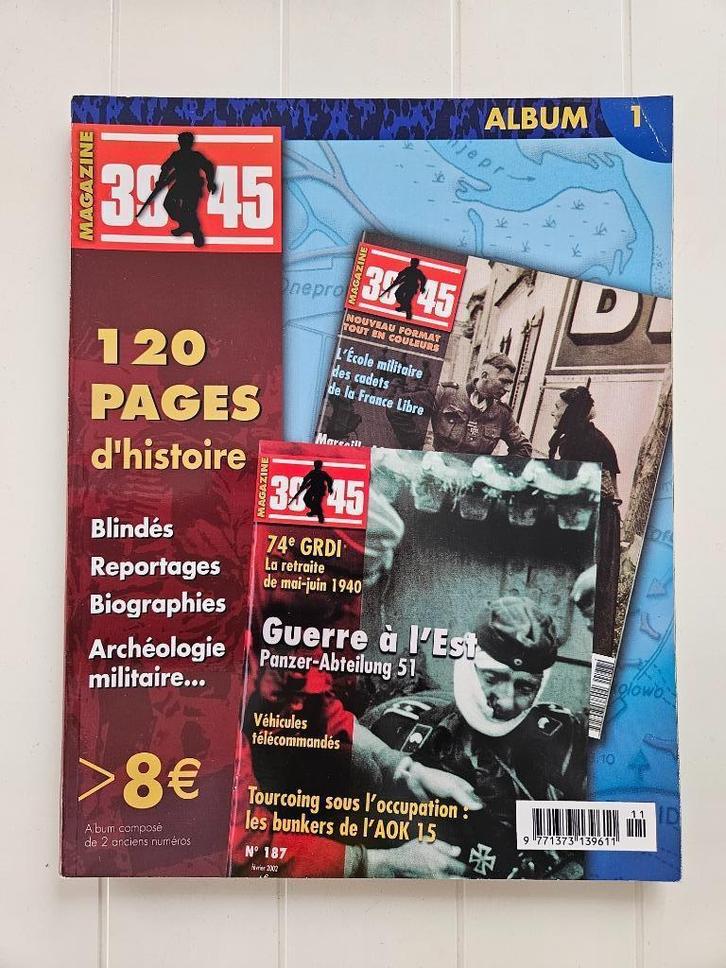 ALBUM 1
MAGAZINE
39 45
120
PAGES
d'histoire
Blindés
Reportages
Biographies
Archéologie
militaire...
>8€
Album composé
de 2 anciens numéros
Dnepro
MAGAZINE
39 45
NOUVEAU FORMAT
TOUT EN COULEURS
L'École militaire
des cadets
de la France Libre
MAGAZINE
39 45
74e GRDI
La retraite
de mai-juin 1940
Guerre à l'Est
Panzer-Abteilung 51
Véhicules
télécommandés
Tourcoing sous l'occupation :
les bunkers de l'AOK 15
N° 187
février 2002
11
9 771373 139611